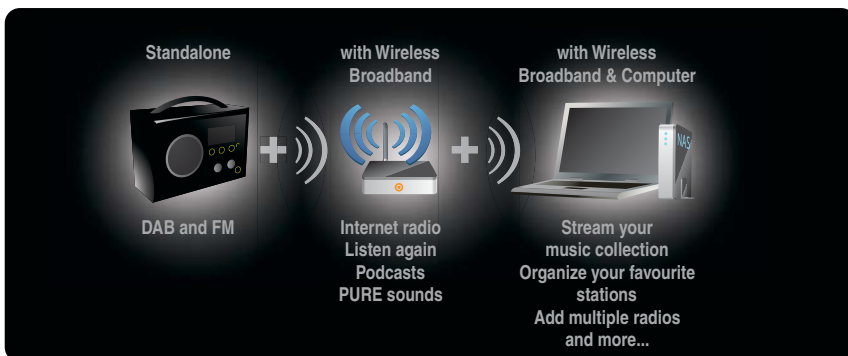 Standalone
with Wireless
Broadband
with Wireless
Broadband & Computer
NAS
DAB and FM
Internet radio
Listen again
Podcasts
PURE sounds
Stream your
music collection
Organize your favourite
stations
Add multiple radios
and more...